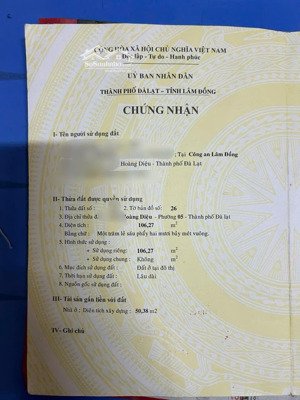 CỘNG HÒA XÃ HỘI CHỦ NGHĨA VIỆT NAM
Độc lập - Tự do - Hạnh phúc
UỶ BAN NHÂN DÂN
THÀNH PHỐ ĐÀLẠT – TỈNH LÂM ĐỒNG
CHỨNG NHẬN
I- Tên người sử dụng đất
: Tại Công an Lâm Đồng
Hoàng Diệu - Thành phố Đà Lạt
II- Thửa đất được quyền sử dụng
1. Thửa đất số : 2. Tờ bản đồ số: 26
3. Địa chỉ thửa đ Hoàng Diệu - Phường 05 - Thành phố Đà lạt
4. Diện tích : 106,27 m²
Bằng chữ: Một trăm lẻ sáu phẩy hai mươi bảy mét vuông.
5. Hình thức sử dụng :
+ Sử dụng riêng: 106,27 m²
+ Sử dụng chung: Không m²
6. Mục đích sử dụng đất : Đất ở tại đô thị
7. Thời hạn sử dụng đất : Lâu dài
8. Nguồn gốc sử dụng đất:
III- Tài sản gắn liền với đất
Nhà ở : Diện tích xây dựng : 50,38 m²
IV- Ghi chú